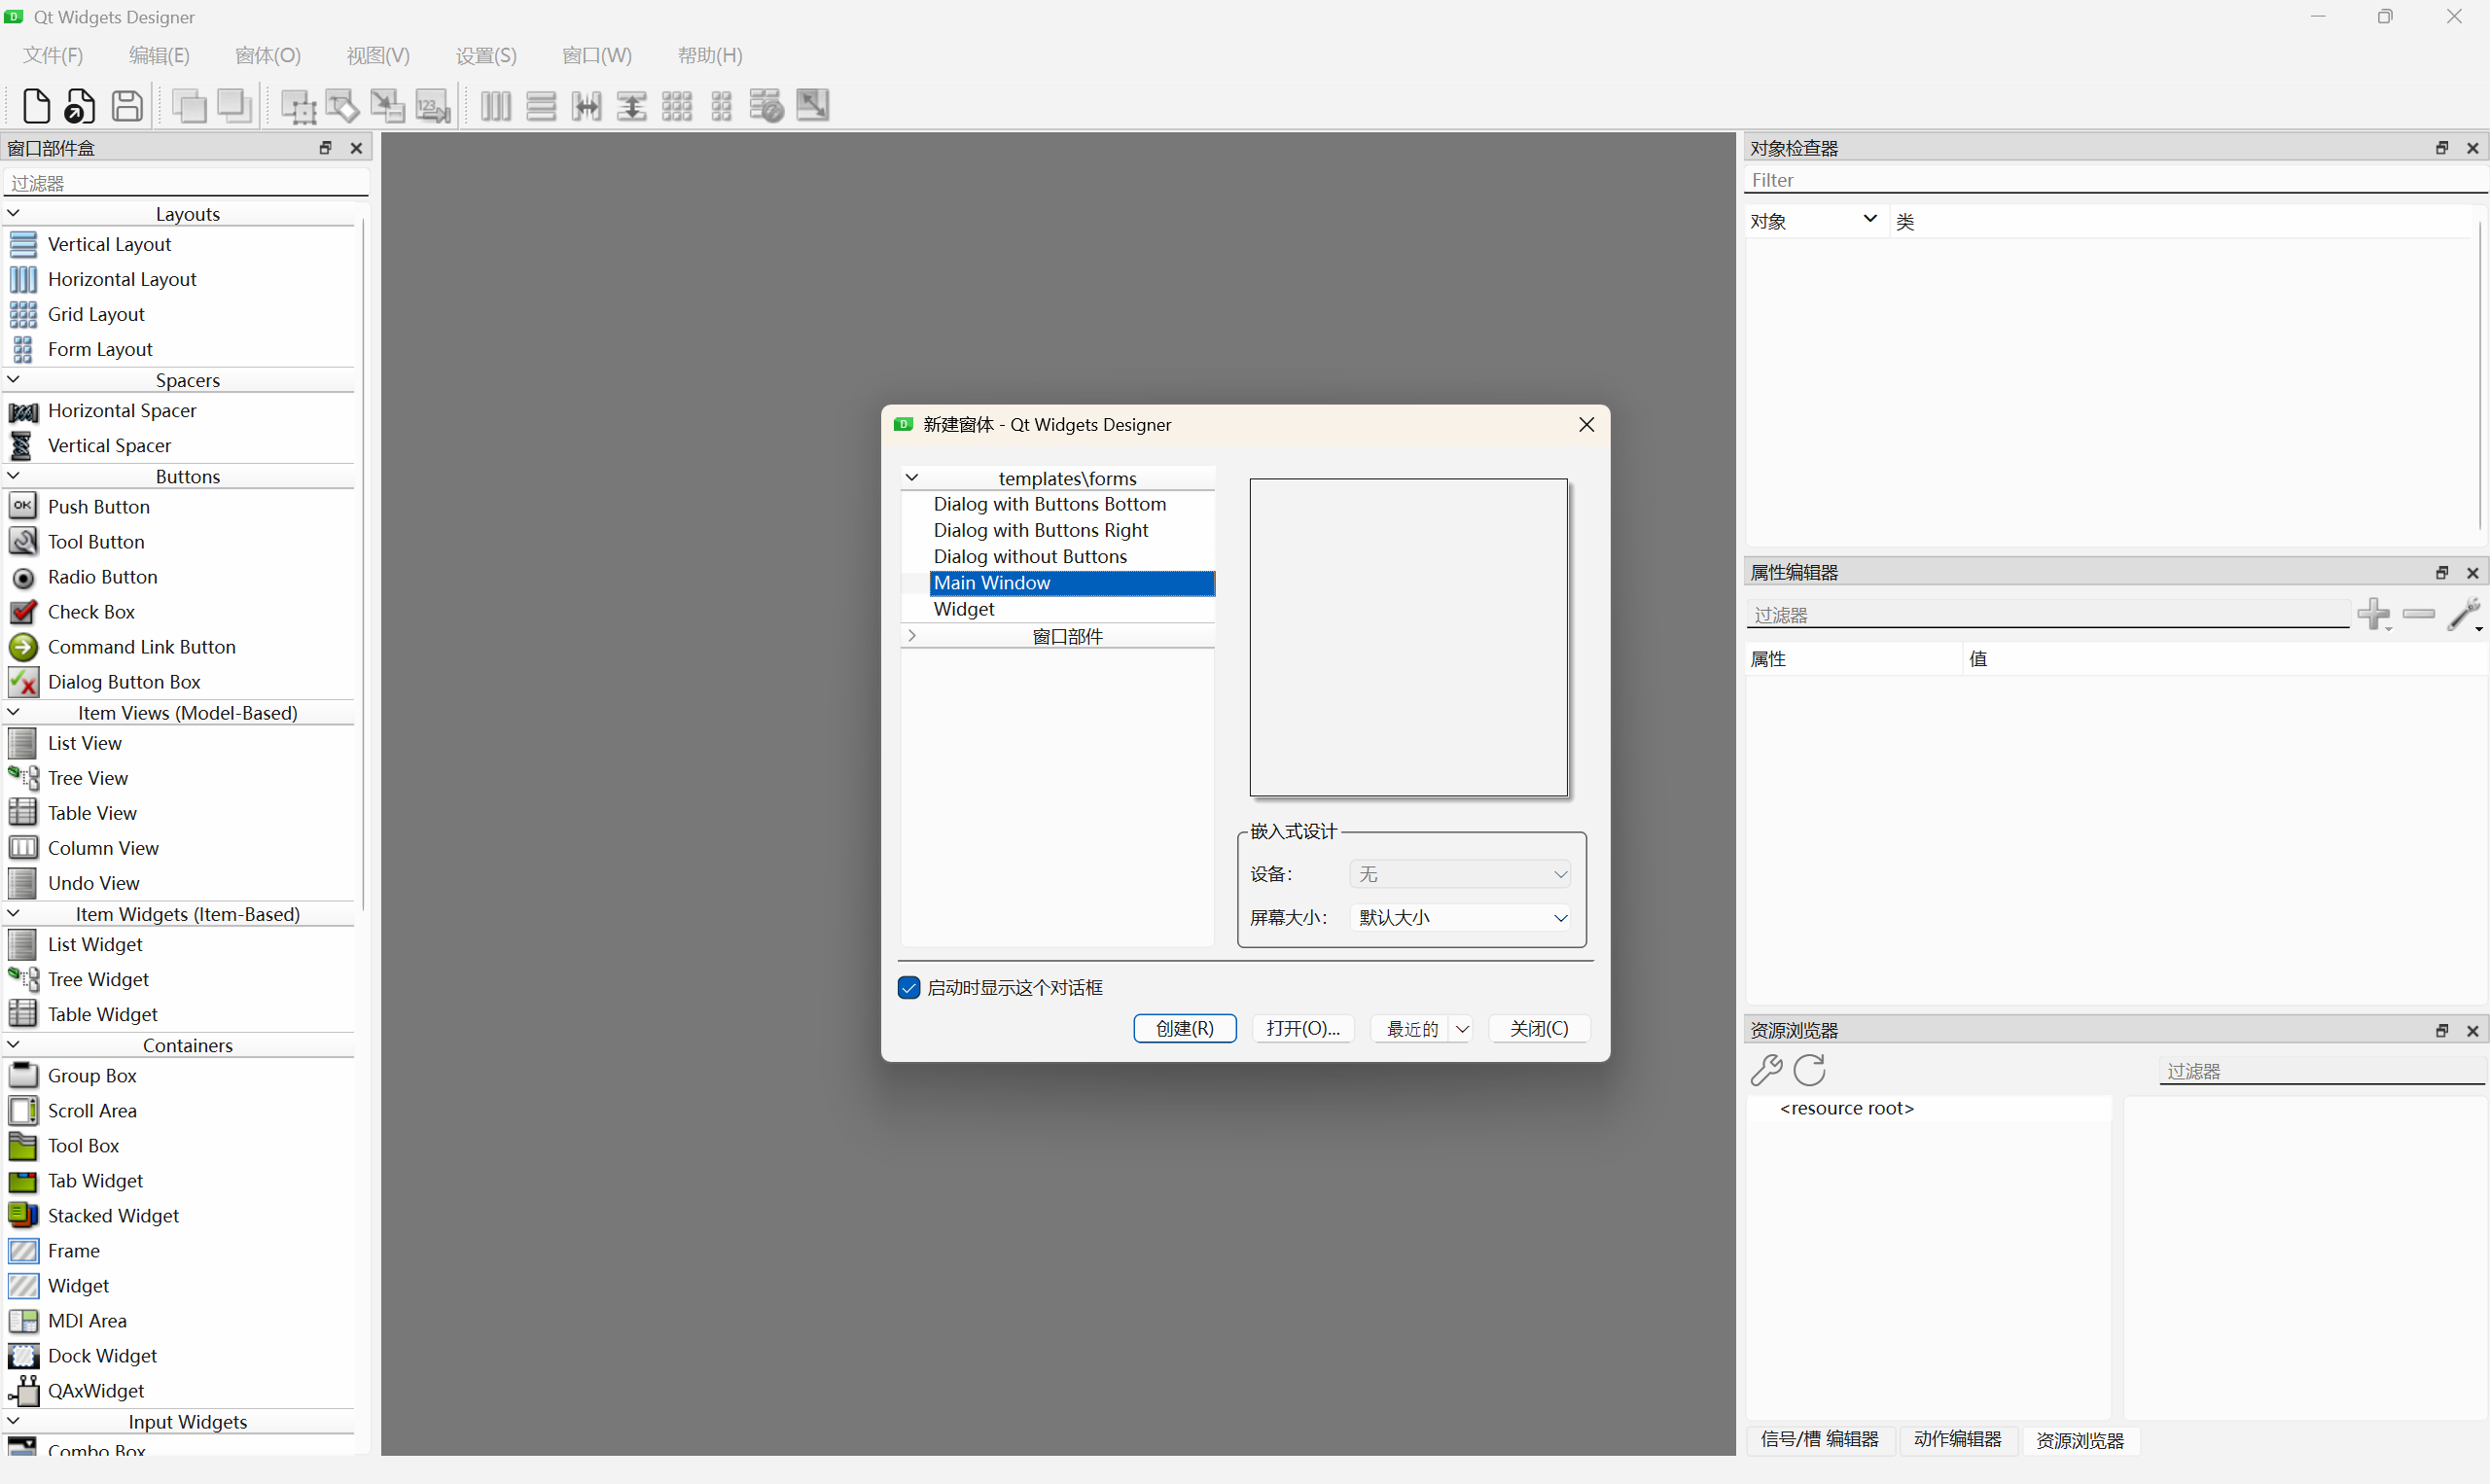 Qt Widgets Designer
文件(F) 编辑(E) 窗体(O) 视图(V) 设置(S) 窗口(W) 帮助(H)
窗口部件盒
过滤器
Layouts
Vertical Layout
Horizontal Layout
Grid Layout
Form Layout
Spacers
Horizontal Spacer
Vertical Spacer
Buttons
Push Button
Tool Button
Radio Button
Check Box
Command Link Button
Dialog Button Box
Item Views (Model-Based)
List View
Tree View
Table View
Column View
Undo View
Item Widgets (Item-Based)
List Widget
Tree Widget
Table Widget
Containers
Group Box
Scroll Area
Tool Box
Tab Widget
Stacked Widget
Frame
Widget
MDI Area
Dock Widget
QAxWidget
Input Widgets
Combo Box
新建窗体 - Qt Widgets Designer
templates\forms
Dialog with Buttons Bottom
Dialog with Buttons Right
Dialog without Buttons
Main Window
Widget
窗口部件
嵌入式设计
设备: 无
屏幕大小: 默认大小
启动时显示这个对话框
创建(R) 打开(O)... 最近的 关闭(C)
对象检查器
Filter
对象 类
属性编辑器
过滤器
属性 值
资源浏览器
过滤器
<resource root>
信号/槽 编辑器 动作编辑器 资源浏览器